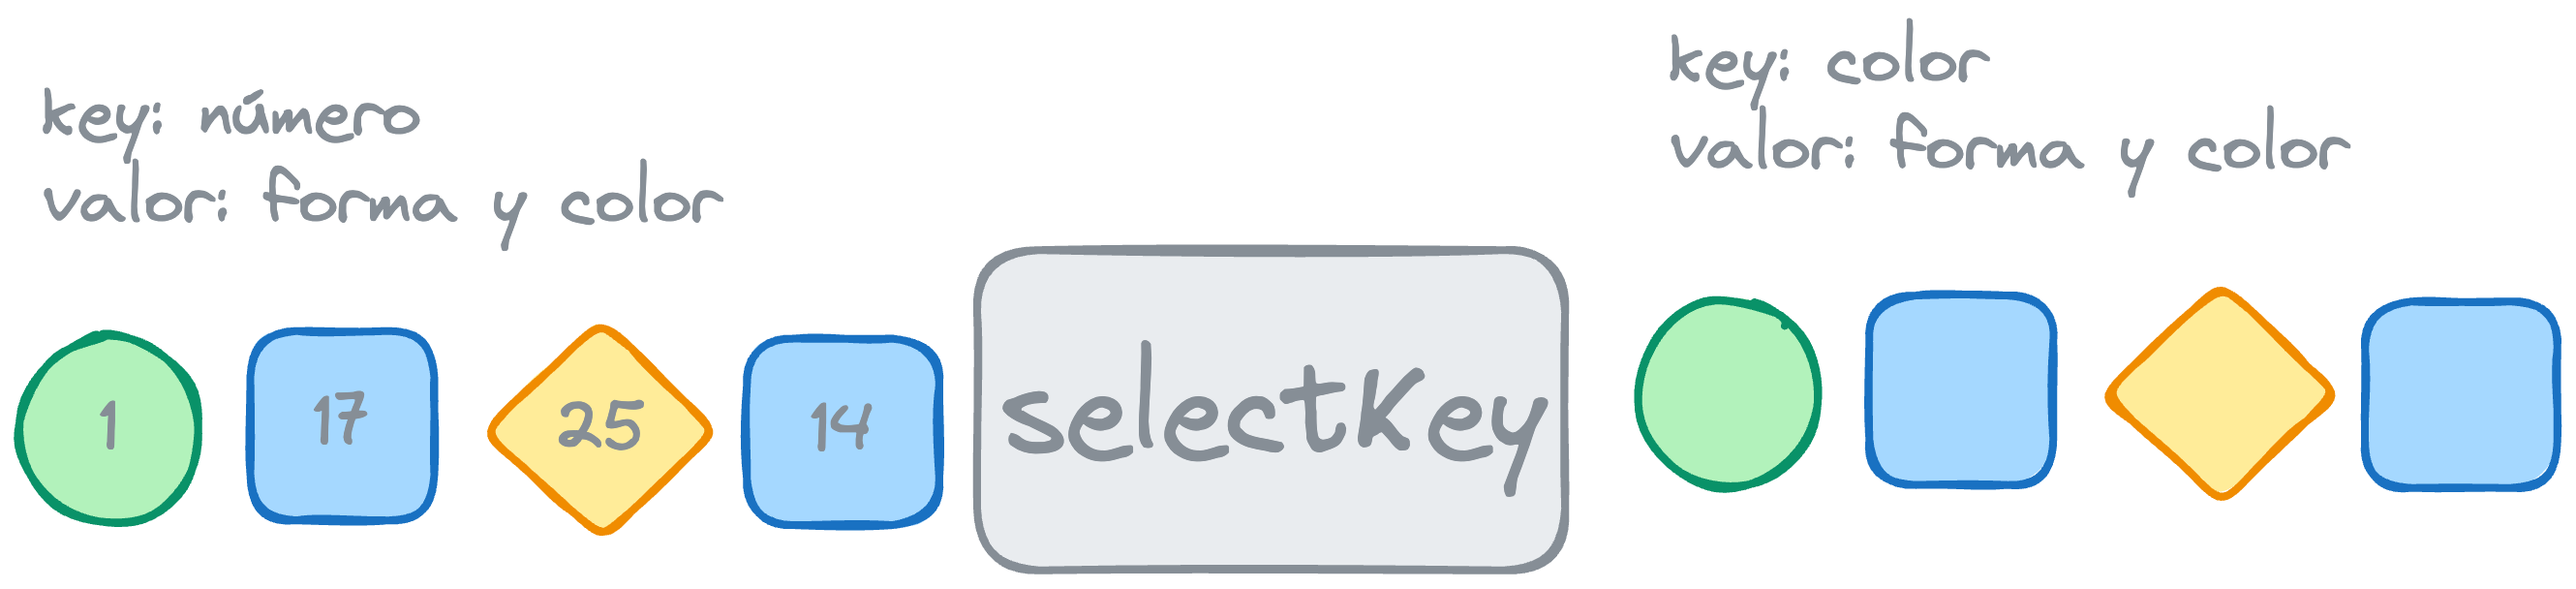 key: número
valor: forma y color
1
17
25
14
selectKey
key: color
valor: forma y color